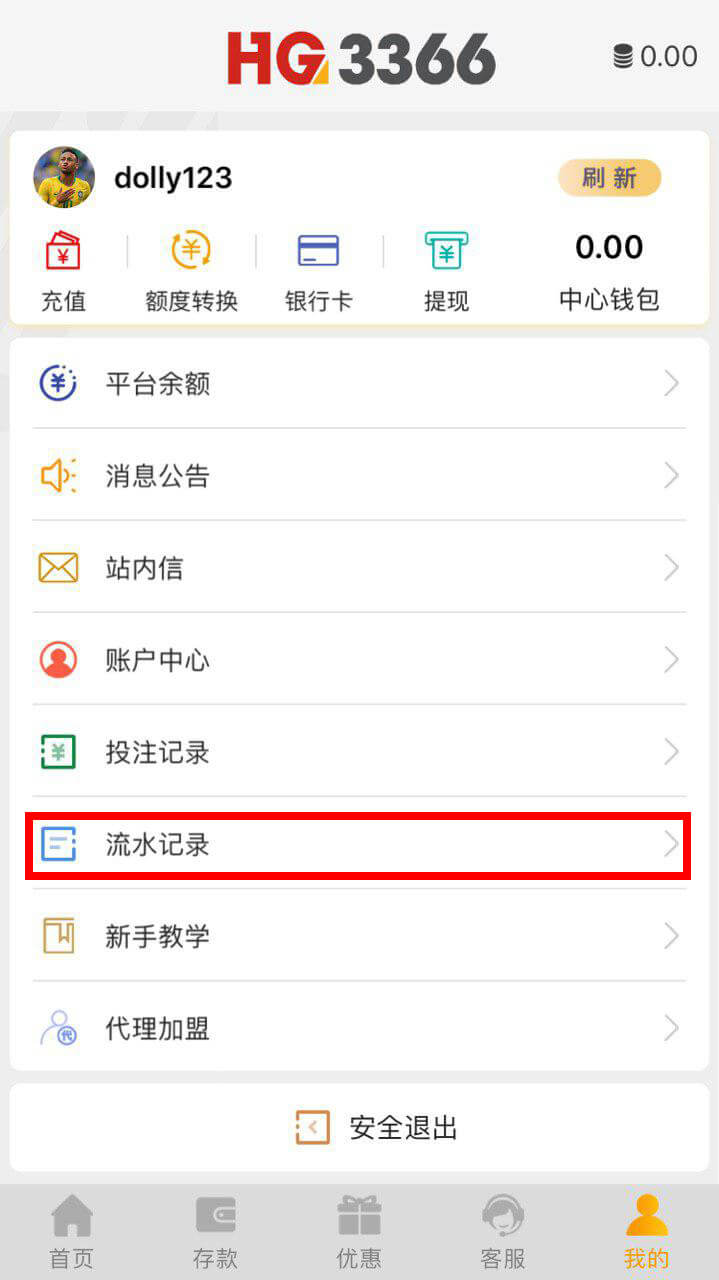 HG3366
0.00
dolly123
刷新
0.00
充值
额度转换
银行卡
提现
中心钱包
平台余额
消息公告
站内信
账户中心
投注记录
流水记录
新手教学
代理加盟
安全退出
首页
存款
优惠
客服
我的